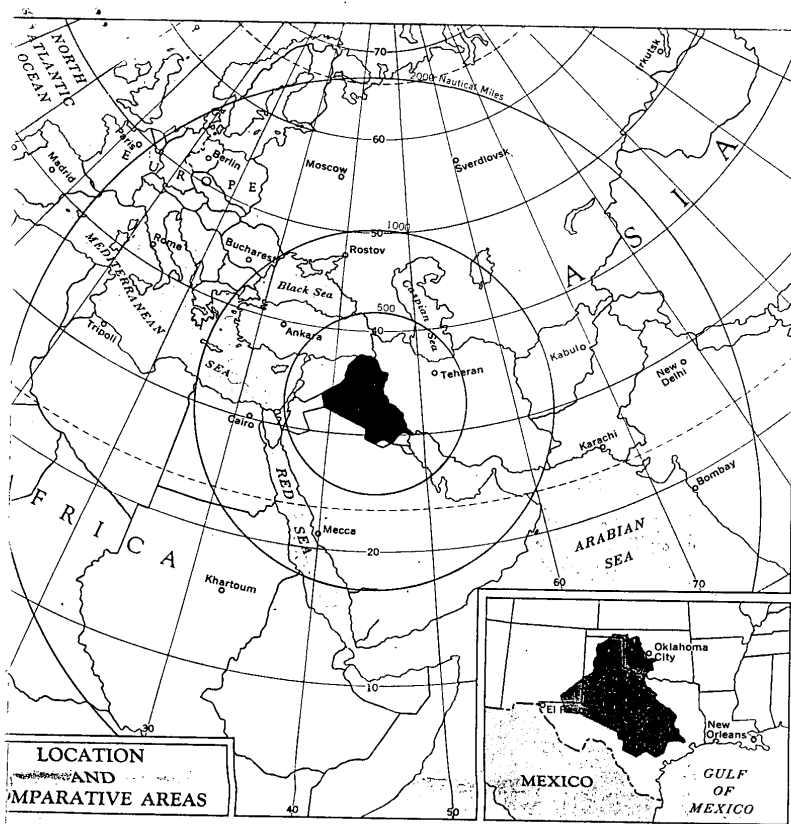 NORTH
ATLANTIC
OCEAN
70
2000 Nautical Miles
60
Paris
Madrid
Berlin
Moscow
Sverdlovsk
EUROPE
ASIA
50
1000
Rostov
Rome
Bucharest
Black Sea
MEDITERRANEAN
SEA
Caspian
Sea
500
40
Ankara
Tripoli
Teheran
Kabul
New
Delhi
Cairo
Karachi
Bombay
RED
SEA
Mecca
ARABIAN
SEA
20
FRICA
Khartoum
60
70
10
30
40
50
LOCATION
AND
MPARATIVE AREAS
Oklahoma
City
El Paso
New
Orleans
MEXICO
GULF
OF
MEXICO